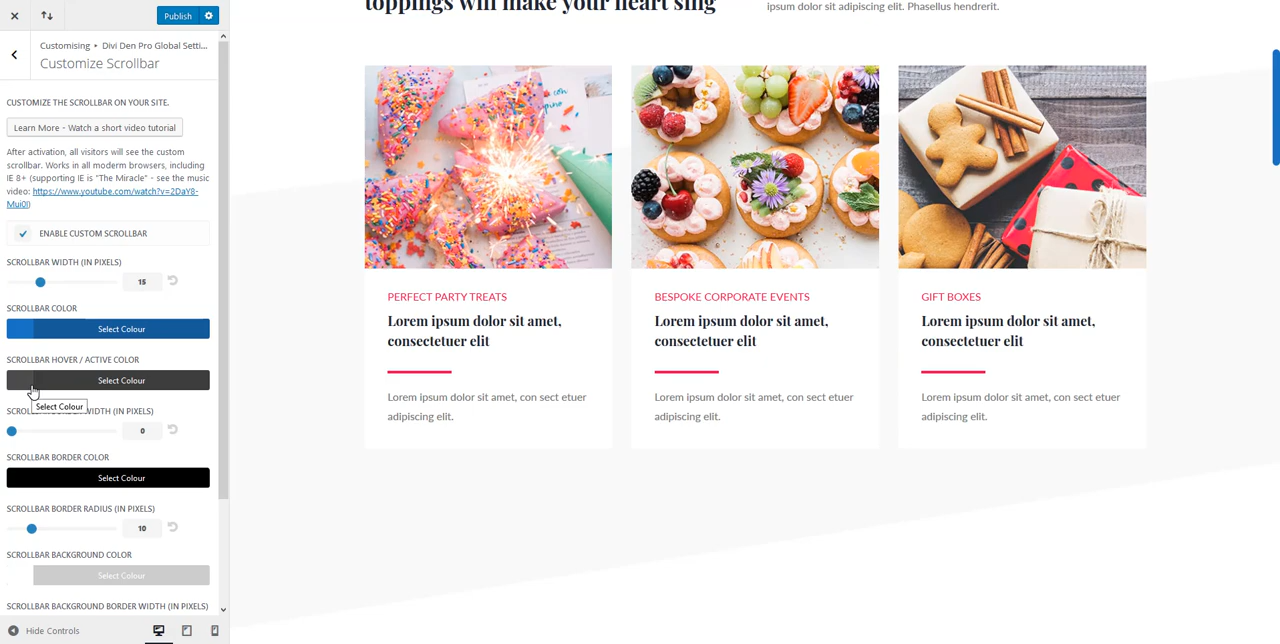 Publish
Customising ▸ Divi Den Pro Global Setti...
Customize Scrollbar
CUSTOMIZE THE SCROLLBAR ON YOUR SITE.
Learn More - Watch a short video tutorial
After activation, all visitors will see the custom
scrollbar. Works in all moderm browsers, including
IE 8+ (supporting IE is "The Miracle" - see the music
video: https://www.youtube.com/watch?v=2DaY8-
Mui0I)
ENABLE CUSTOM SCROLLBAR
SCROLLBAR WIDTH (IN PIXELS)
15
SCROLLBAR COLOR
Select Colour
SCROLLBAR HOVER / ACTIVE COLOR
Select Colour
Select Colour
WIDTH (IN PIXELS)
0
SCROLLBAR BORDER COLOR
Select Colour
SCROLLBAR BORDER RADIUS (IN PIXELS)
10
SCROLLBAR BACKGROUND COLOR
Select Colour
SCROLLBAR BACKGROUND BORDER WIDTH (IN PIXELS)
Hide Controls
toppings will make your heart sing
ipsum dolor sit adipiscing elit. Phasellus hendrerit.
PERFECT PARTY TREATS
Lorem ipsum dolor sit amet,
consectetuer elit
Lorem ipsum dolor sit amet, con sect etuer
adipiscing elit.
BESPOKE CORPORATE EVENTS
Lorem ipsum dolor sit amet,
consectetuer elit
Lorem ipsum dolor sit amet, con sect etuer
adipiscing elit.
GIFT BOXES
Lorem ipsum dolor sit amet,
consectetuer elit
Lorem ipsum dolor sit amet, con sect etuer
adipiscing elit.